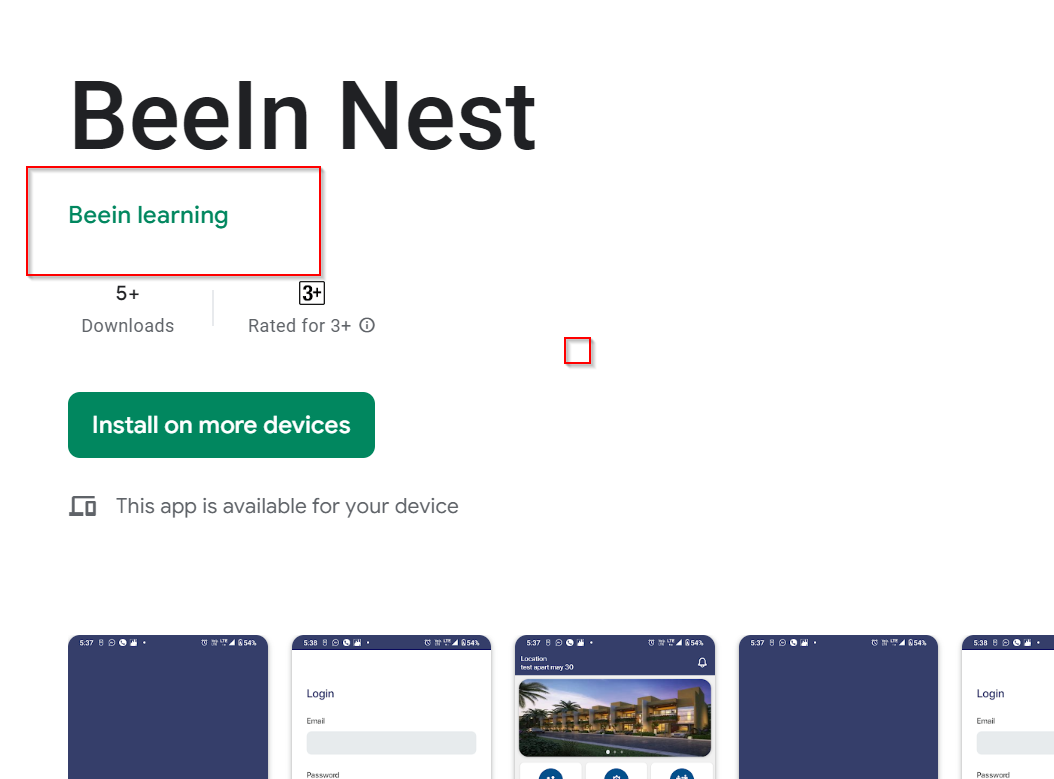 BeeIn Nest
Beein learning
5+
3+
Downloads
Rated for 3+
Install on more devices
This app is available for your device
5:37
54%
5:38
54%
Login
Email
Password
5:37
54%
Location
test apart may 30
5:37
54%
5:38
Login
Email
Password